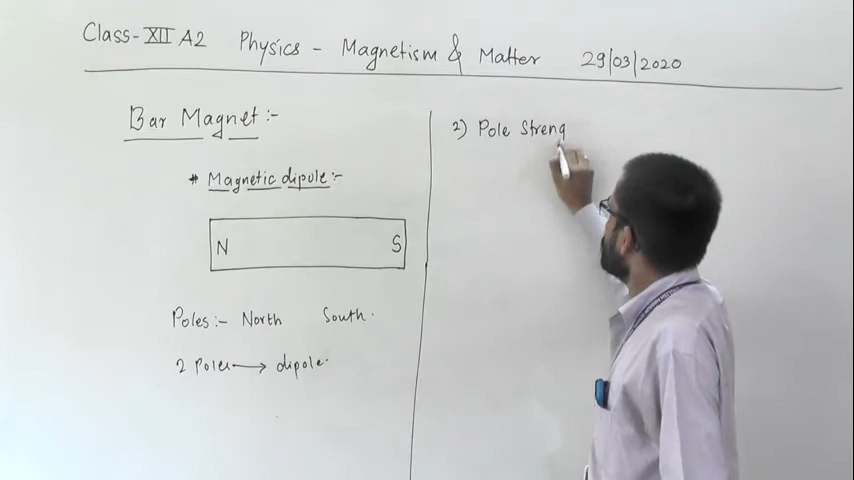 Class-XII A2 Physics - Magnetism & Matter 29/03/2020
Bar Magnet :-
* Magnetic dipole :-
N S
Poles :- North South.
2 Poles → dipole.
2) Pole Streng